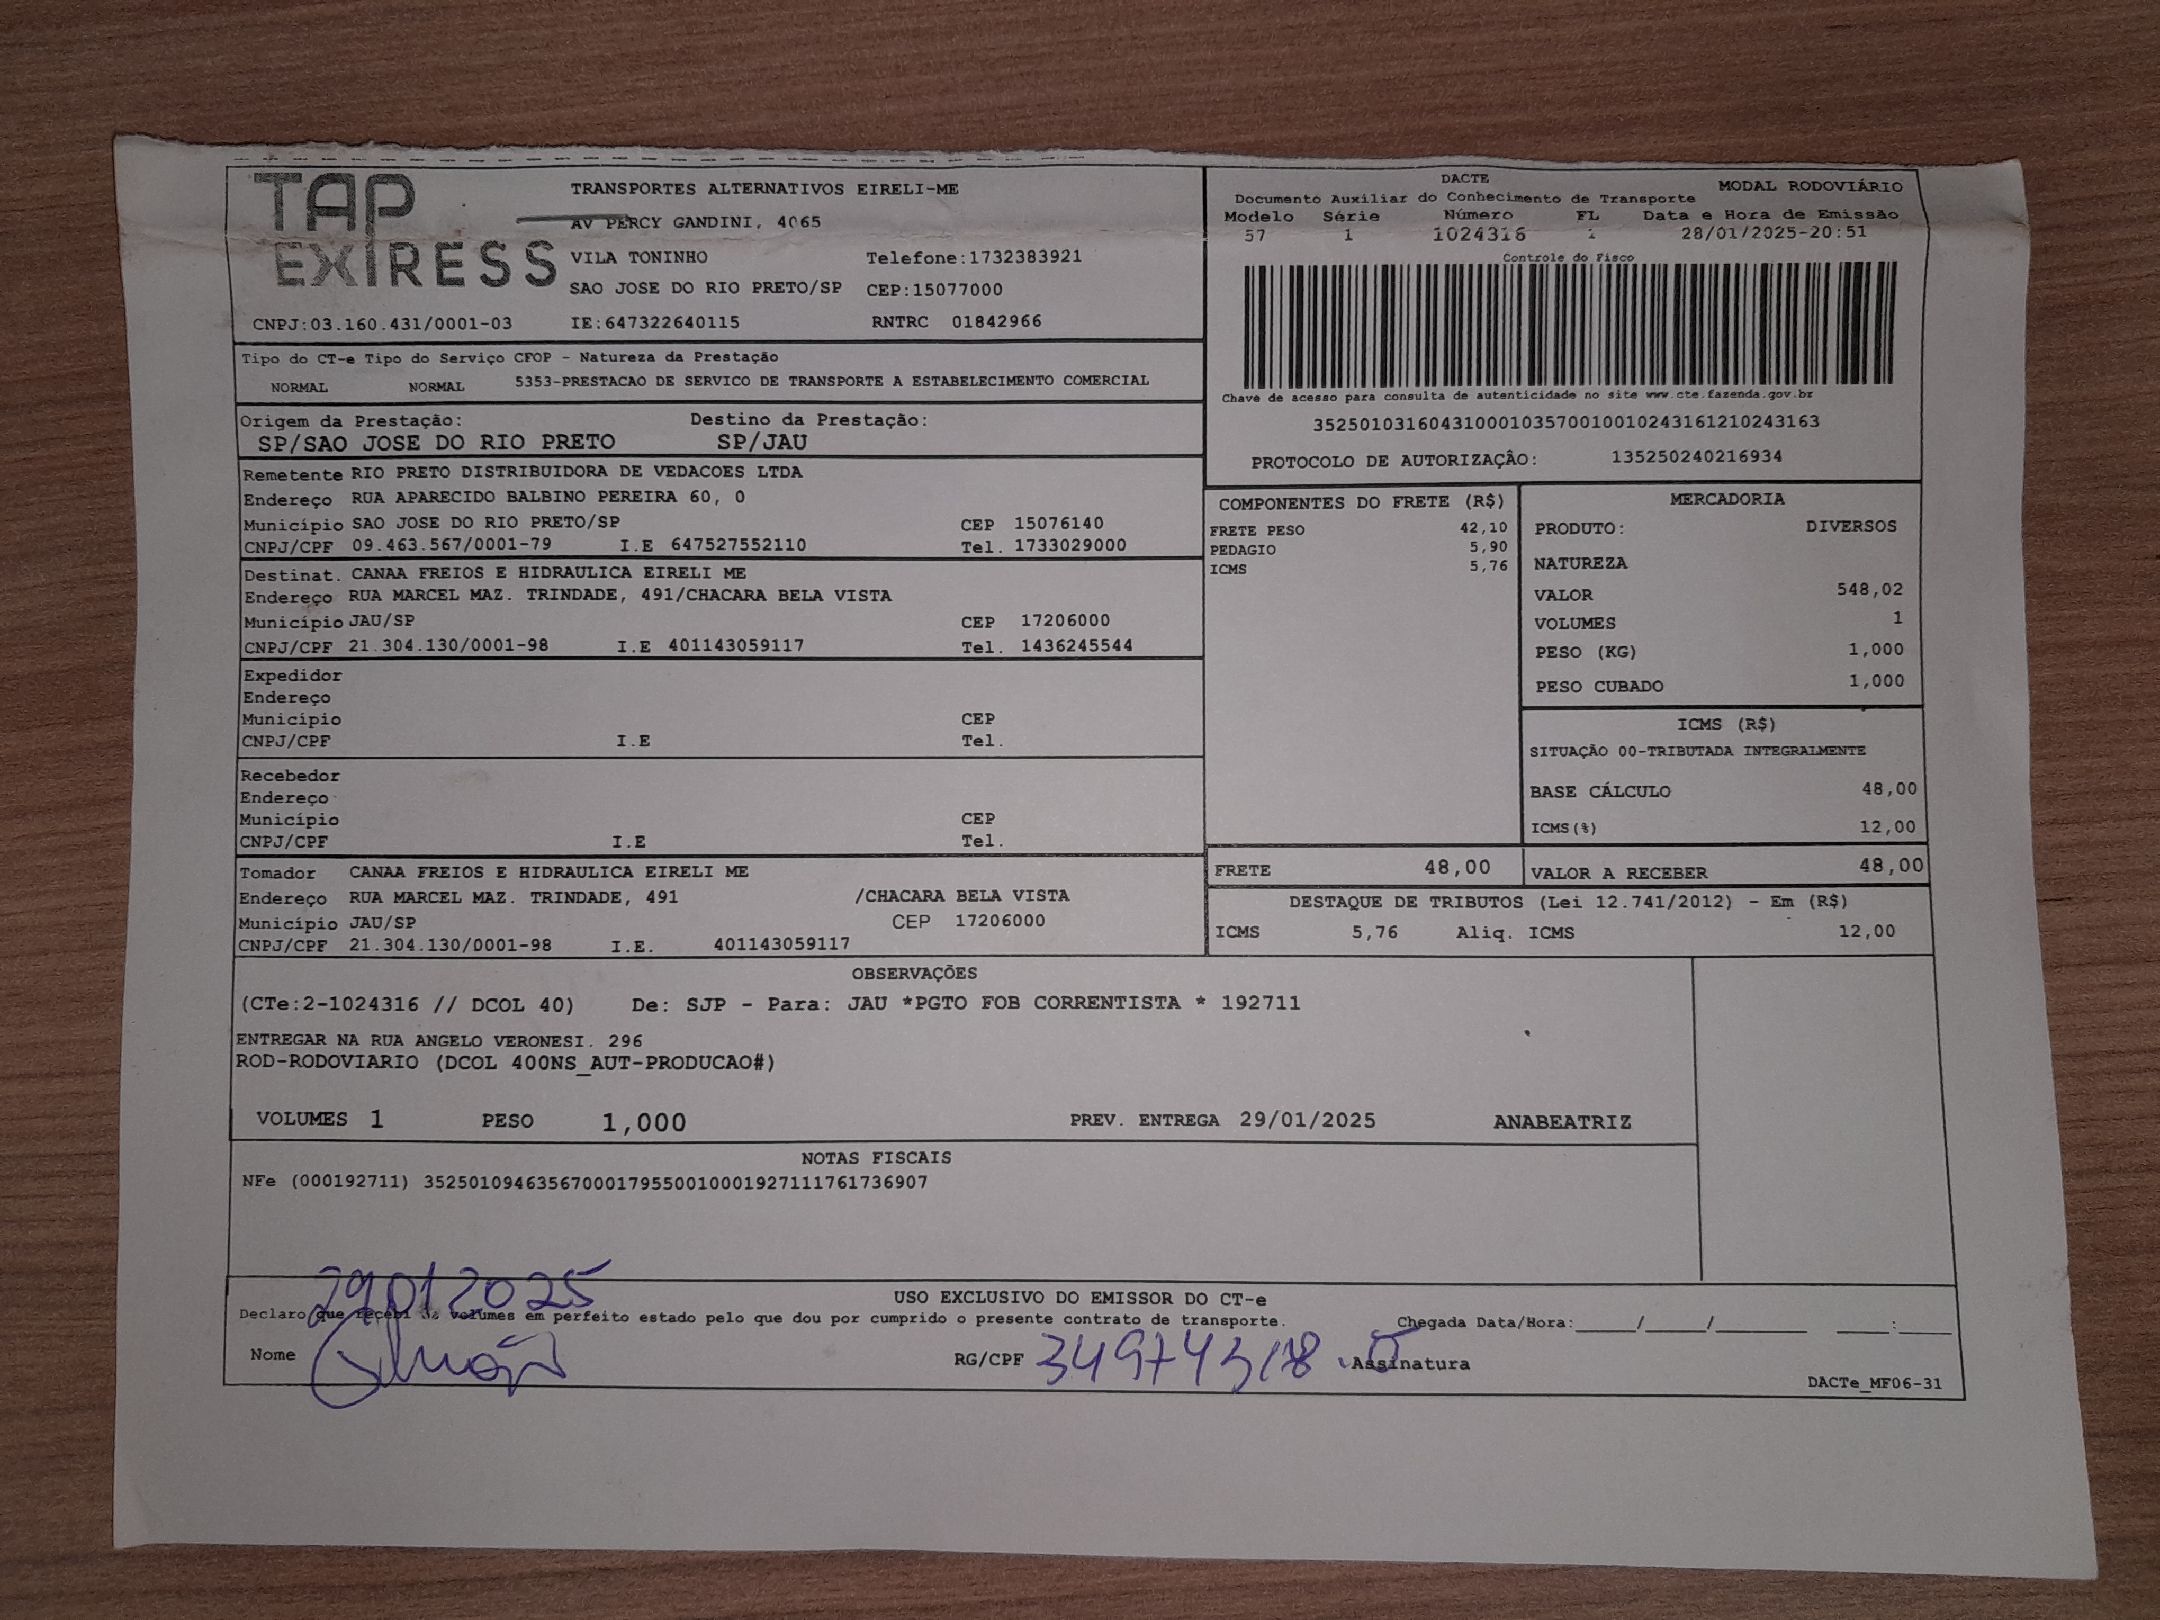 TAP
EXPRESS
TRANSPORTES ALTERNATIVOS EIRELI-ME
AV PERCY GANDINI, 4065
VILA TONINHO Telefone:1732383921
SAO JOSE DO RIO PRETO/SP CEP:15077000
CNPJ:03.160.431/0001-03 IE:647322640115 RNTRC 01842966
DACTE
Documento Auxiliar do Conhecimento de Transporte MODAL RODOVIÁRIO
Modelo Série Número FL Data e Hora de Emissão
57 1 1024316 1 28/01/2025-20:51
Controle do Fisco
Chave de acesso para consulta de autenticidade no site www.cte.fazenda.gov.br
35250103160431000103570010010243161210243163
PROTOCOLO DE AUTORIZAÇÂO: 135250240216934
Tipo do CT-e Tipo do Serviço CFOP - Natureza da Prestação
NORMAL NORMAL 5353-PRESTACAO DE SERVICO DE TRANSPORTE A ESTABELECIMENTO COMERCIAL
Origem da Prestação: Destino da Prestação:
SP/SAO JOSE DO RIO PRETO SP/JAU
Remetente RIO PRETO DISTRIBUIDORA DE VEDACOES LTDA
Endereço RUA APARECIDO BALBINO PEREIRA 60, 0
Município SAO JOSE DO RIO PRETO/SP CEP 15076140
CNPJ/CPF 09.463.567/0001-79 I.E 647527552110 Tel. 1733029000
Destinat. CANAA FREIOS E HIDRAULICA EIRELI ME
Endereço RUA MARCEL MAZ. TRINDADE, 491/CHACARA BELA VISTA
Município JAU/SP CEP 17206000
CNPJ/CPF 21.304.130/0001-98 I.E 401143059117 Tel. 1436245544
Expedidor
Endereço
Município CEP
CNPJ/CPF I.E Tel.
Recebedor
Endereço
Município CEP
CNPJ/CPF I.E Tel.
Tomador CANAA FREIOS E HIDRAULICA EIRELI ME
Endereço RUA MARCEL MAZ. TRINDADE, 491 /CHACARA BELA VISTA
Município JAU/SP CEP 17206000
CNPJ/CPF 21.304.130/0001-98 I.E. 401143059117
COMPONENTES DO FRETE (R$)
FRETE PESO 42,10
PEDAGIO 5,90
ICMS 5,76
MERCADORIA
PRODUTO: DIVERSOS
NATUREZA
VALOR 548,02
VOLUMES 1
PESO (KG) 1,000
PESO CUBADO 1,000
ICMS (R$)
SITUAÇÃO 00-TRIBUTADA INTEGRALMENTE
BASE CÁLCULO 48,00
ICMS(%) 12,00
FRETE 48,00 VALOR A RECEBER 48,00
DESTAQUE DE TRIBUTOS (Lei 12.741/2012) - Em (R$)
ICMS 5,76 Aliq. ICMS 12,00
OBSERVAÇÕES
(CTe:2-1024316 // DCOL 40) De: SJP - Para: JAU *PGTO FOB CORRENTISTA * 192711
ENTREGAR NA RUA ANGELO VERONESI. 296
ROD-RODOVIARIO (DCOL 400NS_AUT-PRODUCAO#)
VOLUMES 1 PESO 1,000 PREV. ENTREGA 29/01/2025 ANABEATRIZ
NOTAS FISCAIS
NFe (000192711) 35250109463567000179550010001927111761736907
29012025
USO EXCLUSIVO DO EMISSOR DO CT-e
Declaro que recebi os volumes em perfeito estado pelo que dou por cumprido o presente contrato de transporte. Chegada Data/Hora:_____/_____/________ ____:____
Nome RG/CPF Assinatura
DACTe_MF06-31